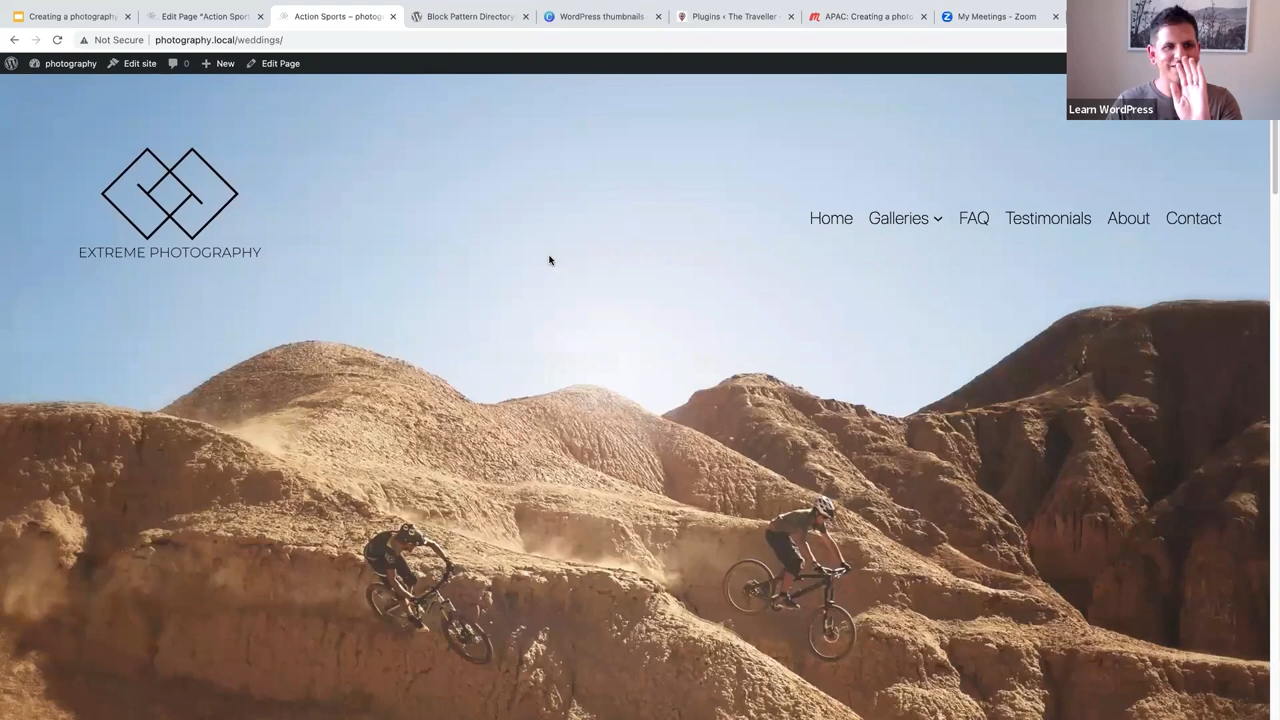 Creating a photography
Edit Page "Action Sport
Action Sports – photog
Block Pattern Directory
WordPress thumbnails
Plugins ‹ The Traveller
APAC: Creating a photo
My Meetings - Zoom
Not Secure
photography.local/weddings/
photography
Edit site
0
New
Edit Page
Learn WordPress
EXTREME PHOTOGRAPHY
Home
Galleries
FAQ
Testimonials
About
Contact